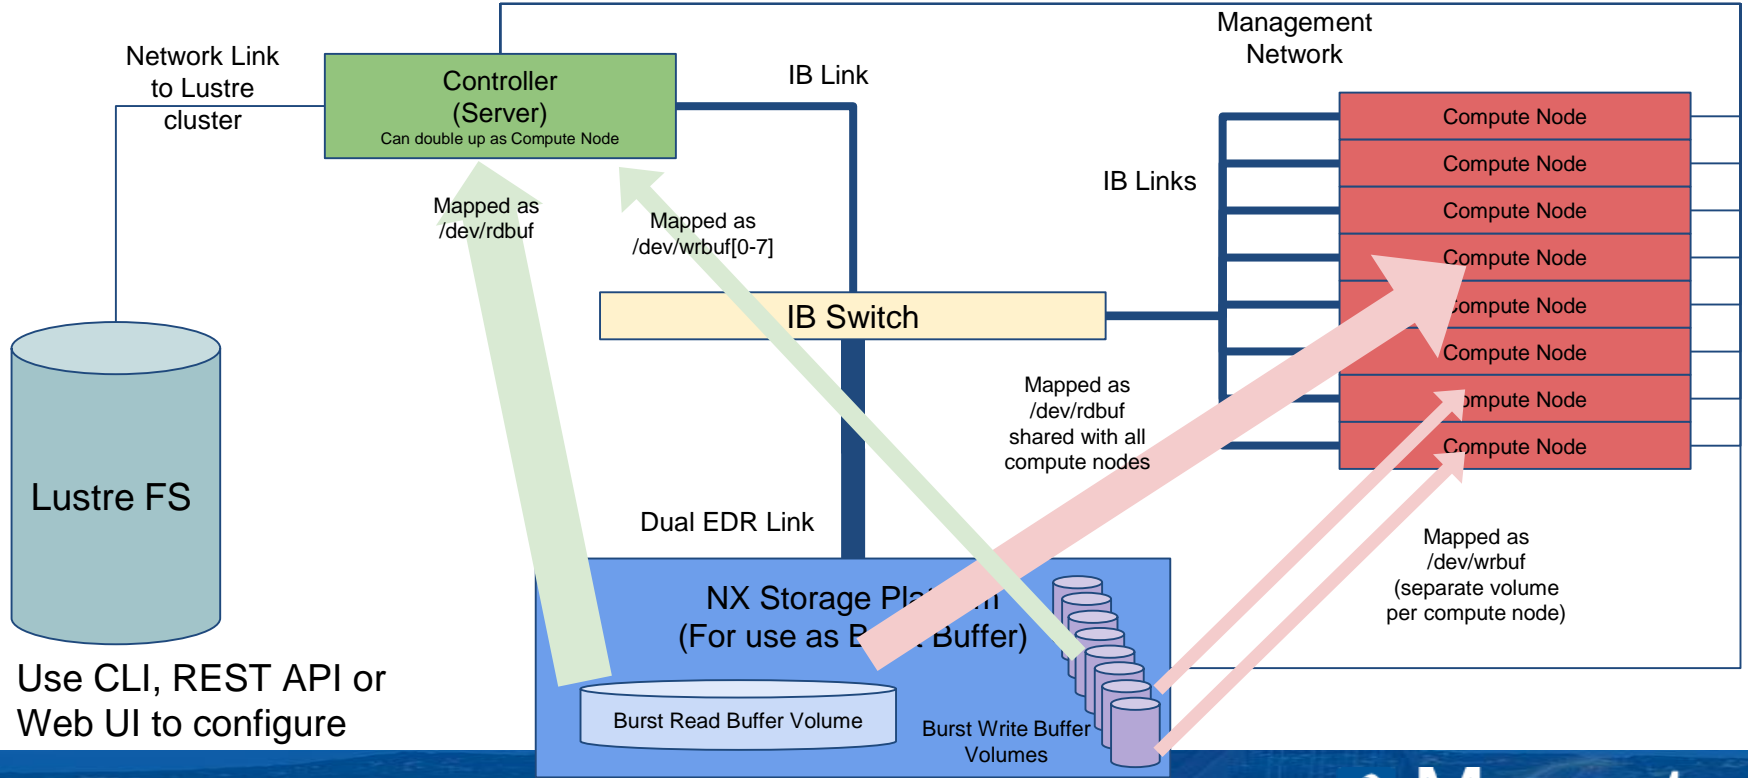 Management
Network
Network Link
to Lustre
cluster
Controller
(Server)
Can double up as Compute Node
IB Link
Compute Node
Compute Node
Compute Node
Compute Node
Compute Node
Compute Node
Compute Node
Compute Node
IB Links
Mapped as
/dev/rdbuf
Mapped as
/dev/wrbuf[0-7]
IB Switch
Mapped as
/dev/rdbuf
shared with all
compute nodes
Lustre FS
Dual EDR Link
Mapped as
/dev/wrbuf
(separate volume
per compute node)
NX Storage Platform
(For use as Burst Buffer)
Use CLI, REST API or
Web UI to configure
Burst Read Buffer Volume
Burst Write Buffer
Volumes